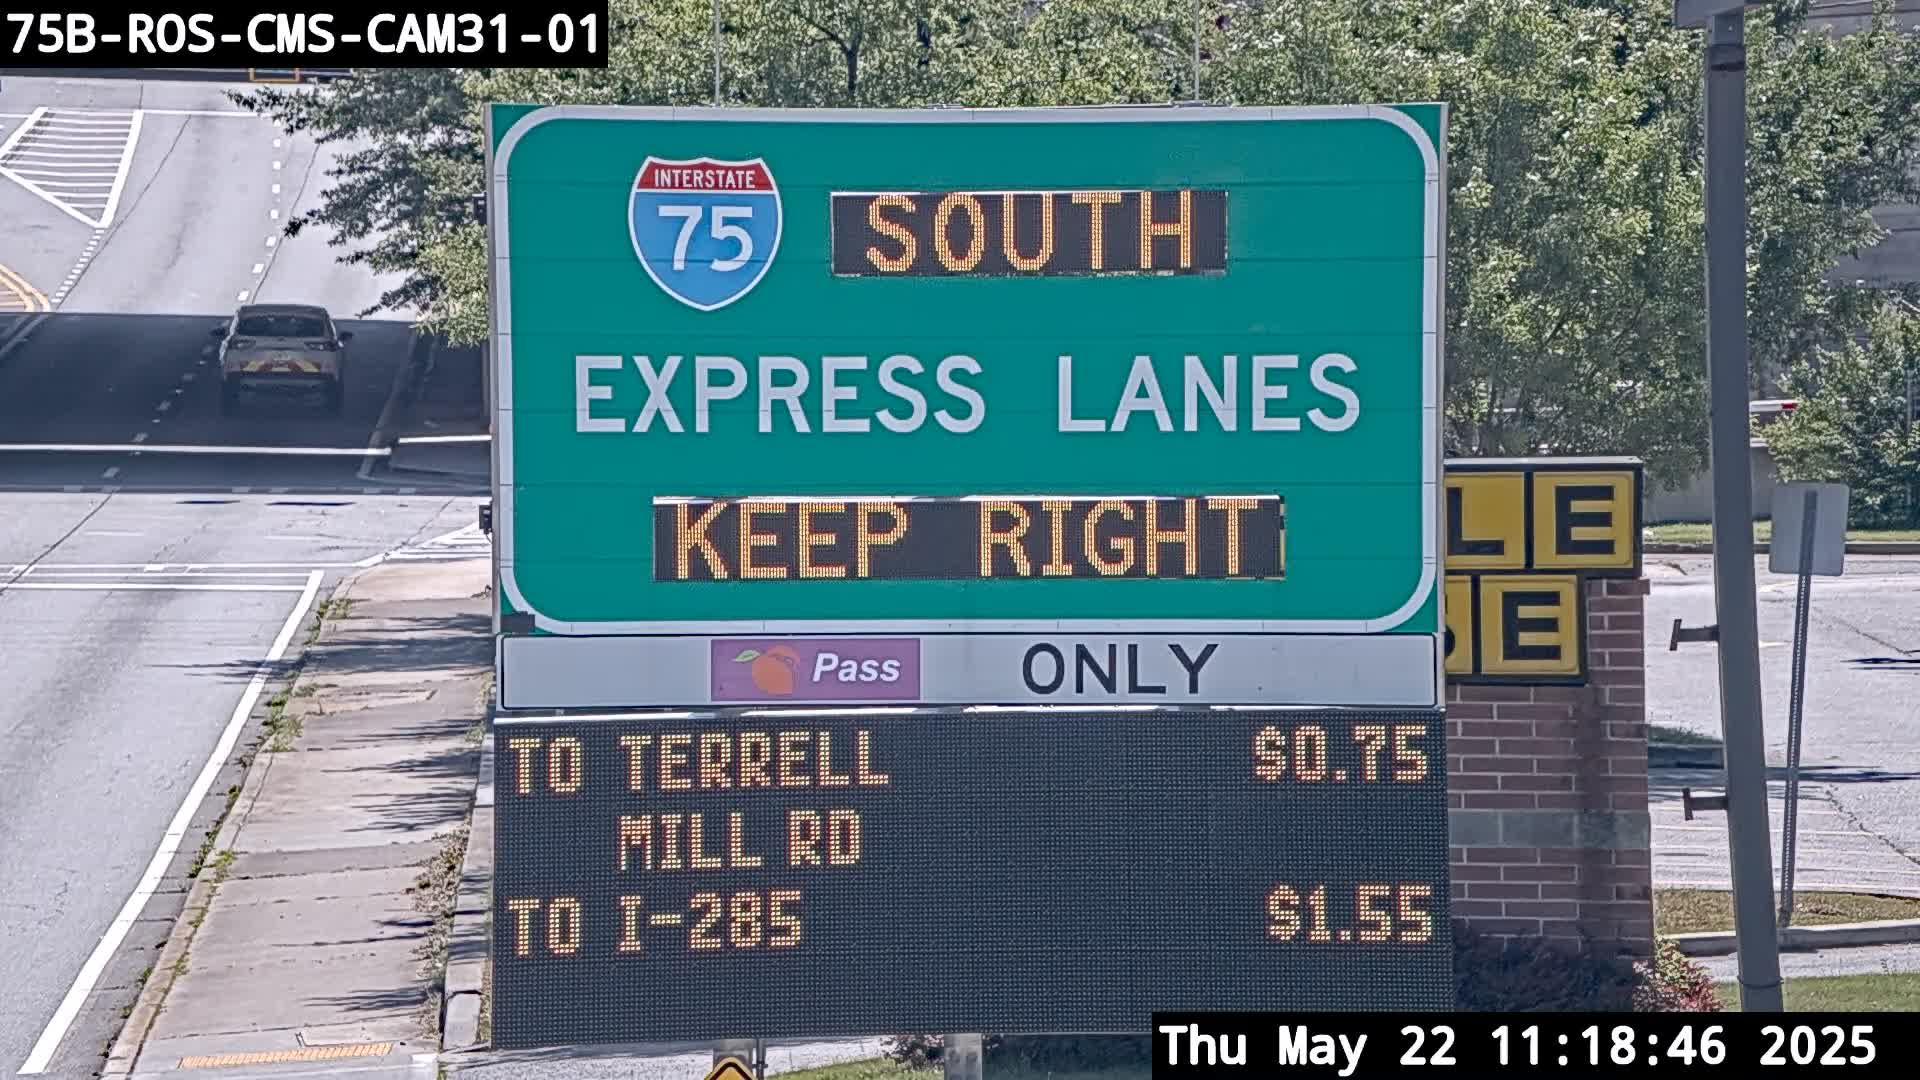 75B-ROS-CMS-CAM31-01
INTERSTATE
75
SOUTH
EXPRESS LANES
KEEP RIGHT
Pass ONLY
TO TERRELL $0.75
MILL RD
TO I-285 $1.55
LE
E
Thu May 22 11:18:46 2025